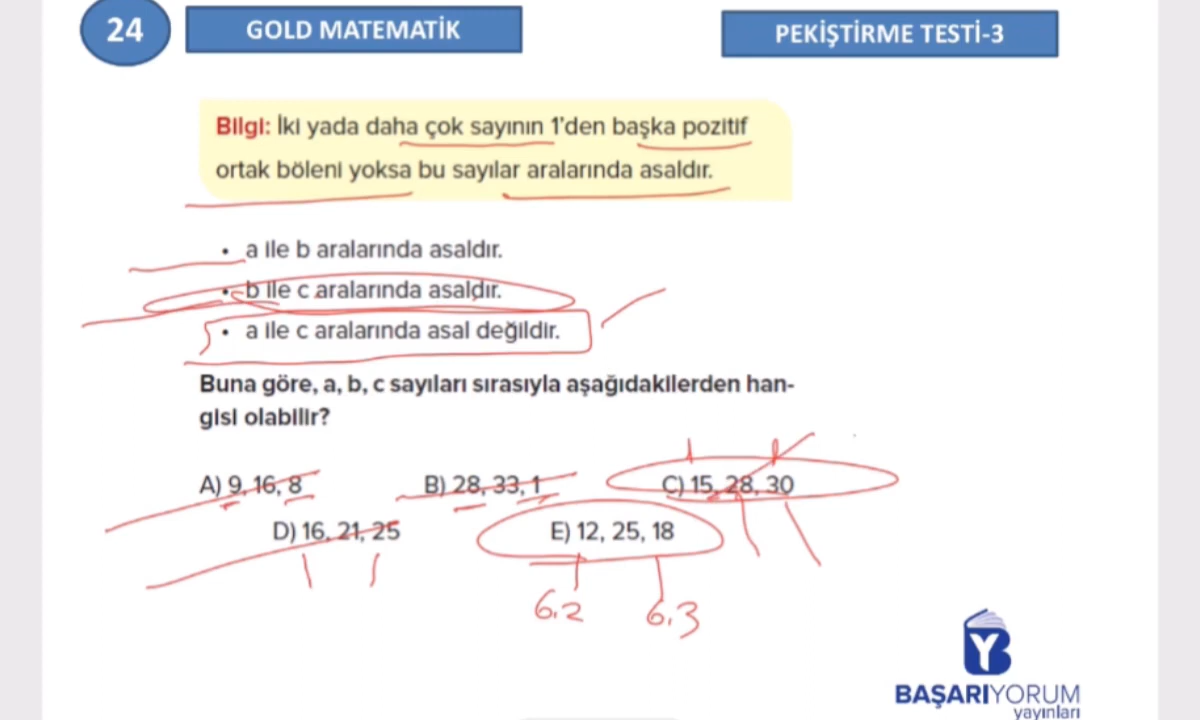 24
GOLD MATEMATİK
PEKİŞTİRME TESTİ-3
Bilgi: İki yada daha çok sayının 1'den başka pozitif
ortak böleni yoksa bu sayılar aralarında asaldır.
• a ile b aralarında asaldır.
• b ile c aralarında asaldır.
• a ile c aralarında asal değildir.
Buna göre, a, b, c sayıları sırasıyla aşağıdakilerden han-
gisi olabilir?
A) 9, 16, 8 B) 28, 33, 1 C) 15, 28, 30
D) 16, 21, 25 E) 12, 25, 18
6.2 6.3
BAŞARIYORUM
yayınları